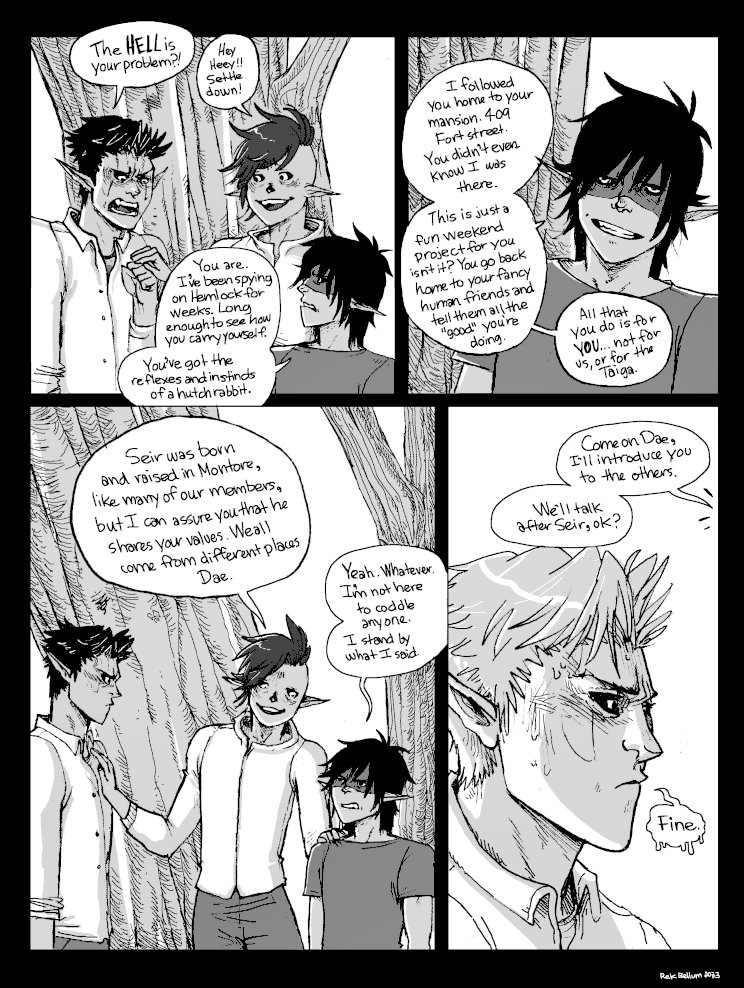 The HELL is
your problem?!
Hey
Heey!!
Settle
down!
You are.
I've been spying
on Hemlock for
weeks. Long
enough to see how
you carry yourself.
You've got the
reflexes and instincts
of a hutch rabbit.
I followed
you home to your
mansion. 409
Fort street.
You didn't even
know I was
there.
This is just a
fun weekend
project for you
isn't it? You go back
home to your fancy
human friends and
tell them all the
"good" you're
doing.
All that
you do is for
YOU... not for
us, or for the
Taiga.
Seir was born
and raised in Montore,
like many of our members,
but I can assure you that he
shares your values. We all
come from different places
Dae.
Yeah. Whatever.
I'm not here
to coddle
anyone.
I stand by
what I said.
Come on Dae,
I'll introduce you
to the others.
We'll talk
after Seir, ok?
Fine.
Rek Bellum 2023